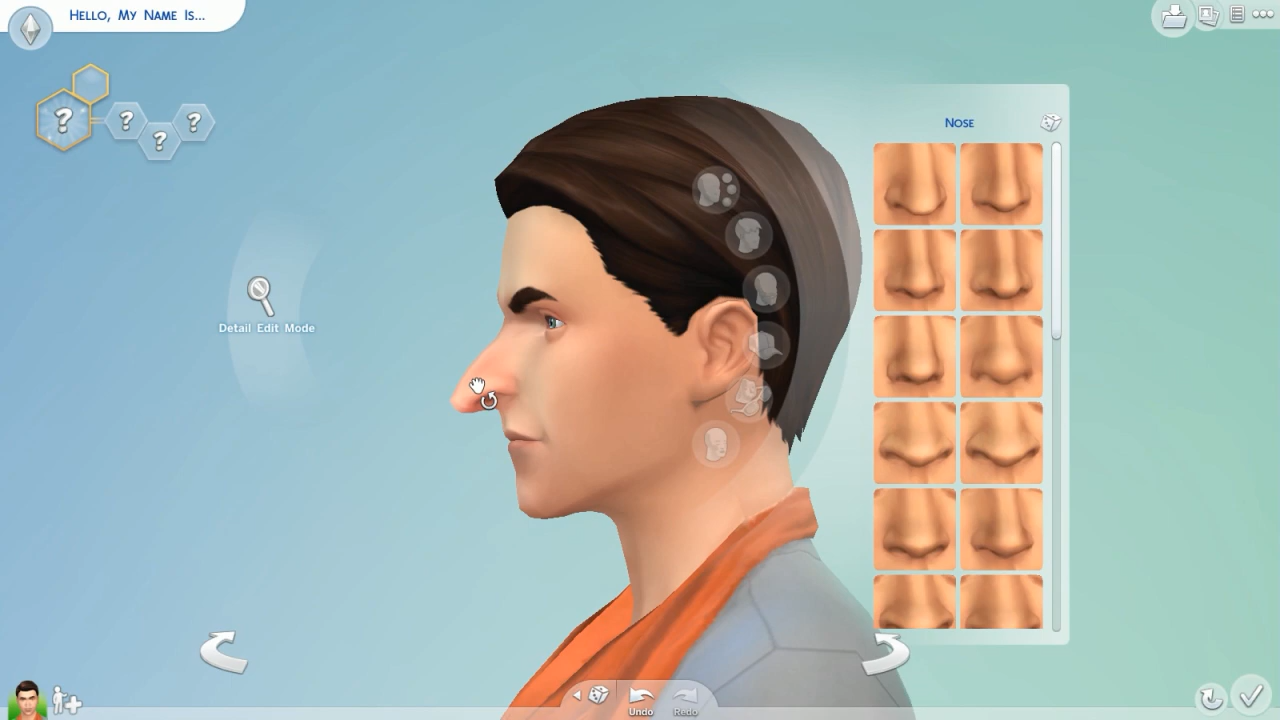 Hello, My Name Is...
?
? ? ?
Nose
Detail Edit Mode
Undo Redo